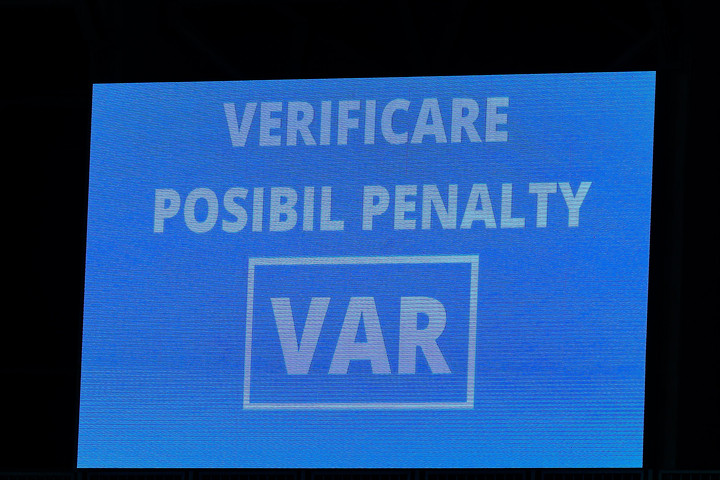 VERIFICARE
POSIBIL PENALTY
VAR